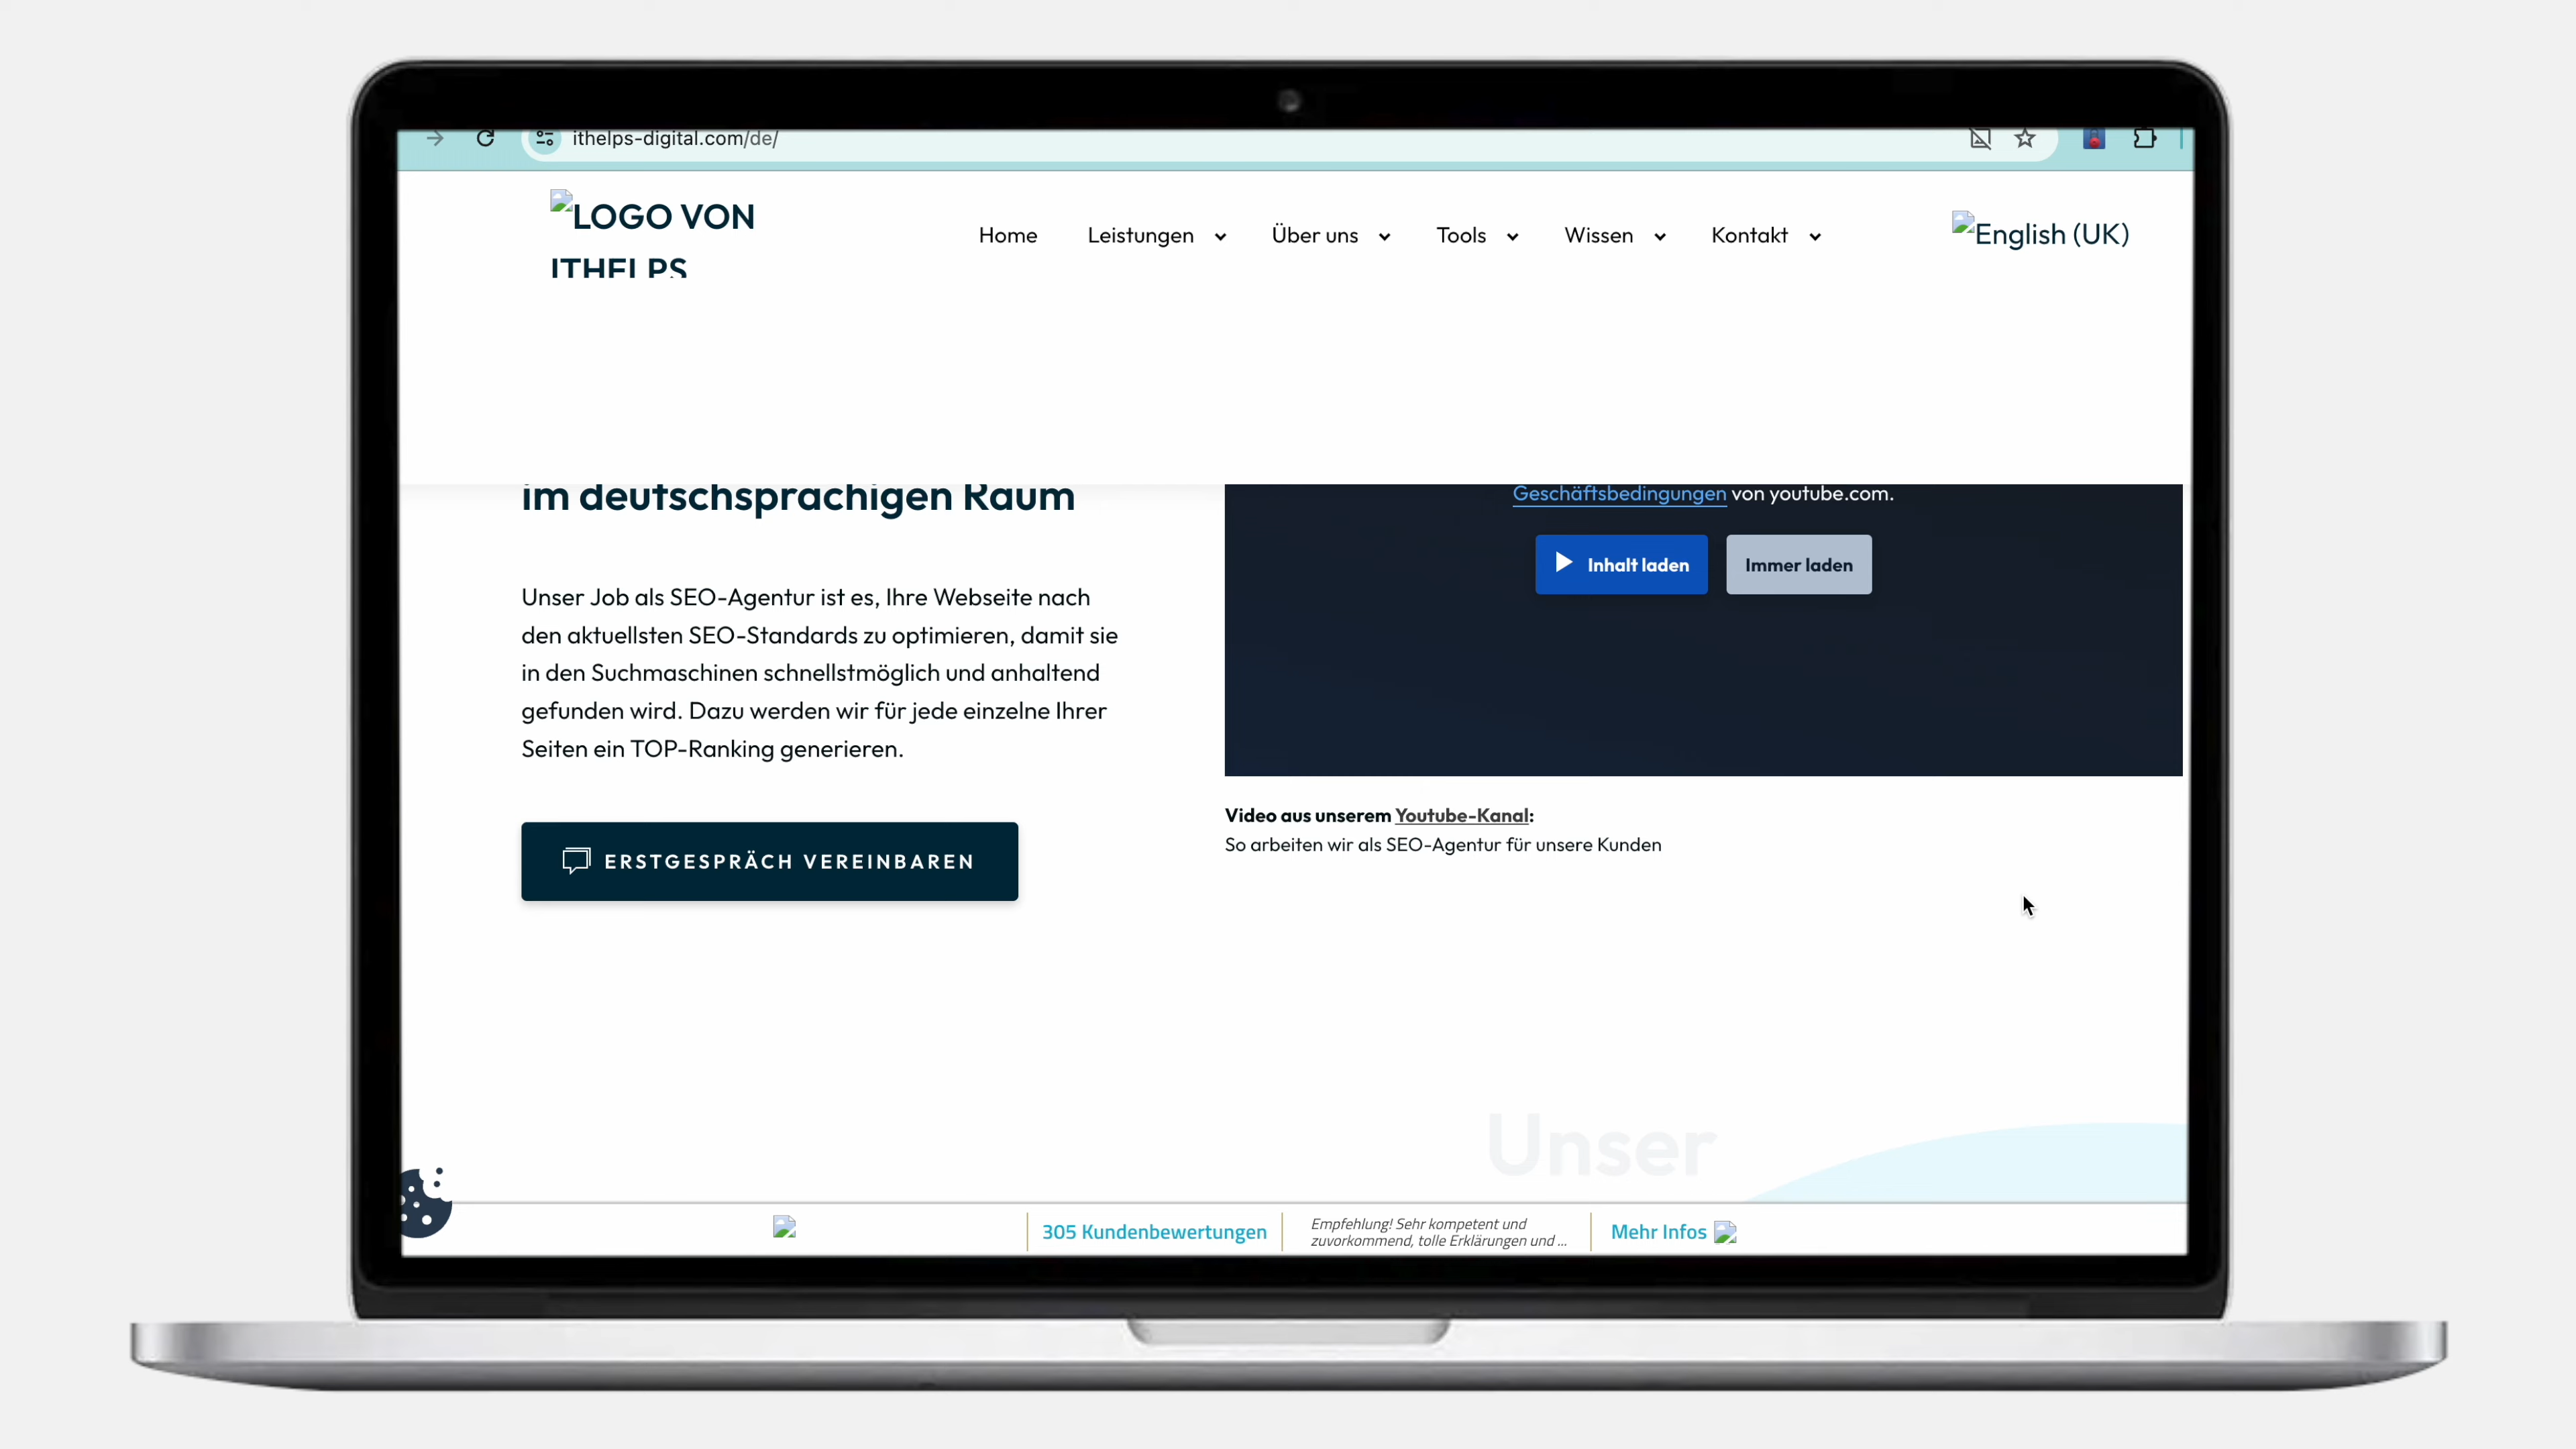 ithelps-digital.com/de/
LOGO VON
ITHELPS
Home Leistungen Über uns Tools Wissen Kontakt
English (UK)
im deutschsprachigen Raum
Unser Job als SEO-Agentur ist es, Ihre Webseite nach
den aktuellsten SEO-Standards zu optimieren, damit sie
in den Suchmaschinen schnellstmöglich und anhaltend
gefunden wird. Dazu werden wir für jede einzelne Ihrer
Seiten ein TOP-Ranking generieren.
ERSTGESPRÄCH VEREINBAREN
Geschäftsbedingungen von youtube.com.
Inhalt laden
Immer laden
Video aus unserem Youtube-Kanal:
So arbeiten wir als SEO-Agentur für unsere Kunden
Unser
305 Kundenbewertungen
Empfehlung! Sehr kompetent und
zuvorkommend, tolle Erklärungen und ...
Mehr Infos